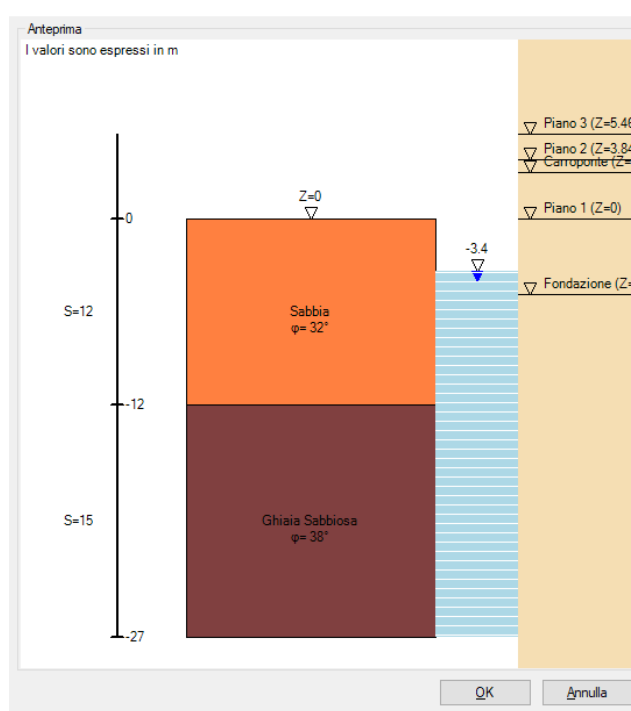 Anteprima
I valori sono espressi in m
Piano 3 (Z=5.46
Piano 2 (Z=3.84
Carroponte (Z=
Z=0
0
Piano 1 (Z=0)
-3.4
Fondazione (Z=
S=12
Sabbia
φ= 32°
-12
S=15
Ghiaia Sabbiosa
φ= 38°
-27
OK
Annulla